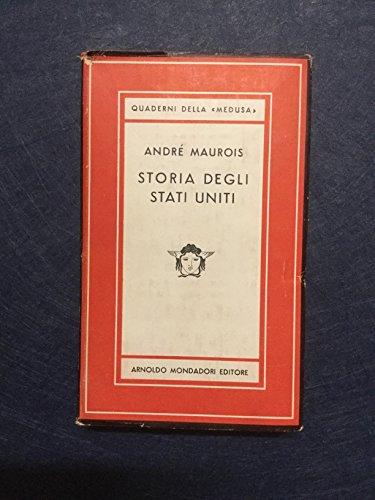 QUADERNI DELLA «MEDUSA»
ANDRÉ MAUROIS
STORIA DEGLI
STATI UNITI
ARNOLDO MONDADORI EDITORE